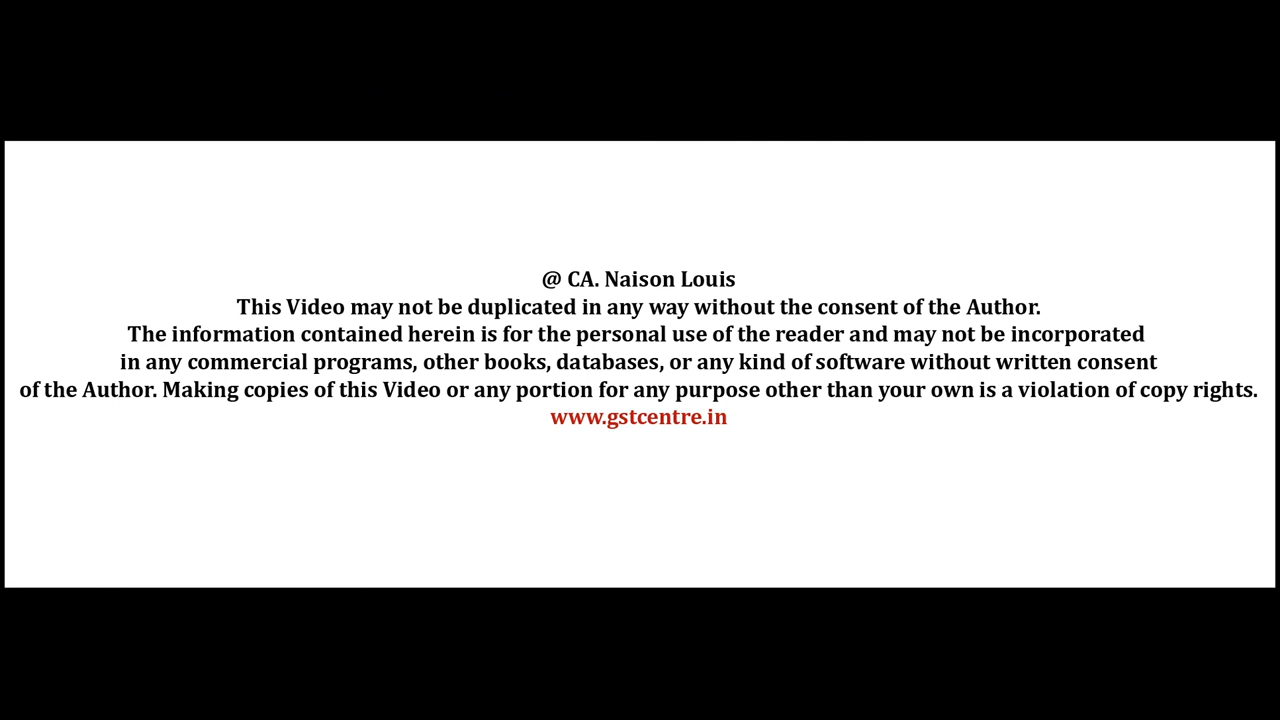 @ CA. Naison Louis
This Video may not be duplicated in any way without the consent of the Author.
The information contained herein is for the personal use of the reader and may not be incorporated
in any commercial programs, other books, databases, or any kind of software without written consent
of the Author. Making copies of this Video or any portion for any purpose other than your own is a violation of copy rights.
www.gstcentre.in